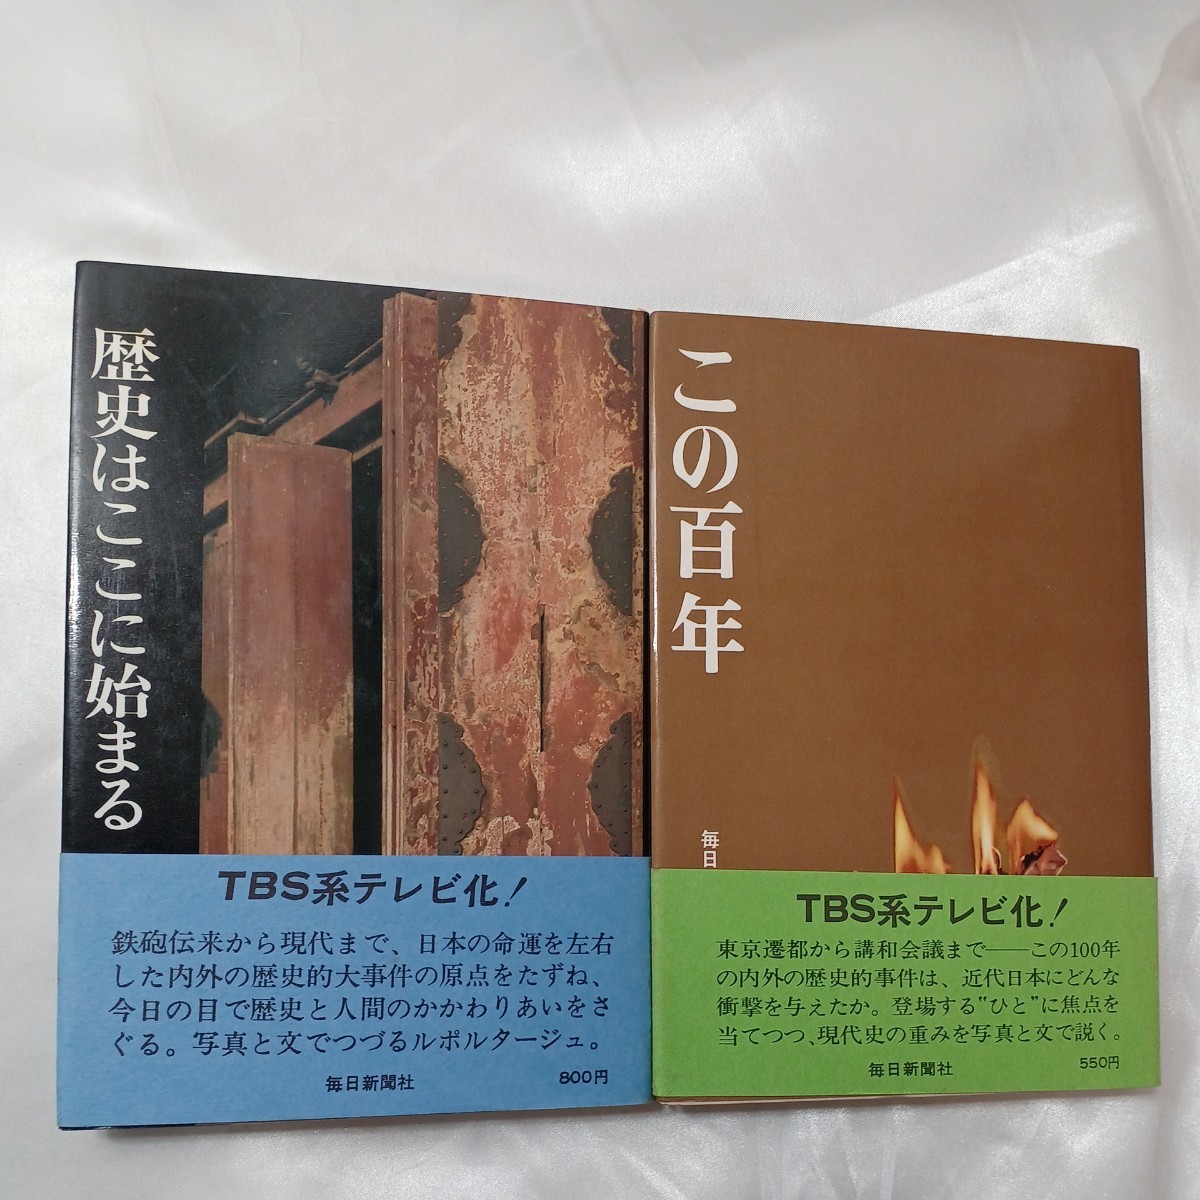 歴史はここに始まる
TBS系テレビ化!
鉄砲伝来から現代まで、日本の命運を左右
した内外の歴史的大事件の原点をたずね、
今日の目で歴史と人間のかかわりあいをさ
ぐる。写真と文でつづるルポルタージュ。
毎日新聞社
800円
この百年
毎日
TBS系テレビ化!
東京遷都から講和会議まで――この100年
の内外の歴史的事件は、近代日本にどんな
衝撃を与えたか。登場する“ひと”に焦点を
当てつつ、現代史の重みを写真と文で説く。
毎日新聞社
550円